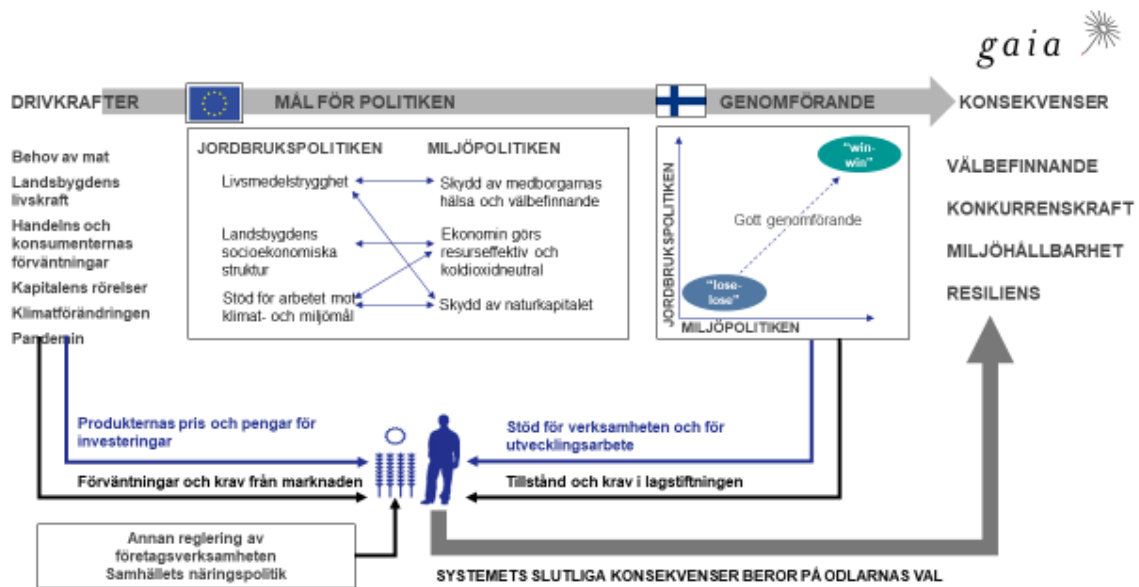 gaia
DRIVKRAFTER
MÅL FÖR POLITIKEN
GENOMFÖRANDE
KONSEKVENSER
Behov av mat
Landsbygdens
livskraft
Handelns och
konsumenternas
förväntningar
Kapitalens rörelser
Klimatförändringen
Pandemin
JORDBRUKSPOLITIKEN
MILJÖPOLITIKEN
Livsmedelstrygghet
Skydd av medborgarnas
hälsa och välbefinnande
Landsbygdens
socioekonomiska
struktur
Ekonomin görs
resurseffektiv och
koldioxidneutral
Stöd för arbetet mot
klimat- och miljömål
Skydd av naturkapitalet
JORDBRUKSPOLITIKEN
"win-
win"
Gott genomförande
"lose-
lose"
MILJÖPOLITIKEN
VÄLBEFINNANDE
KONKURRENSKRAFT
MILJÖHÅLLBARHET
RESILIENS
Produkternas pris och pengar för
investeringar
Förväntningar och krav från marknaden
Stöd för verksamheten och för
utvecklingsarbete
Tillstånd och krav i lagstiftningen
Annan reglering av
företagsverksamheten
Samhällets näringspolitik
SYSTEMETS SLUTLIGA KONSEKVENSER BEROR PÅ ODLARNAS VAL